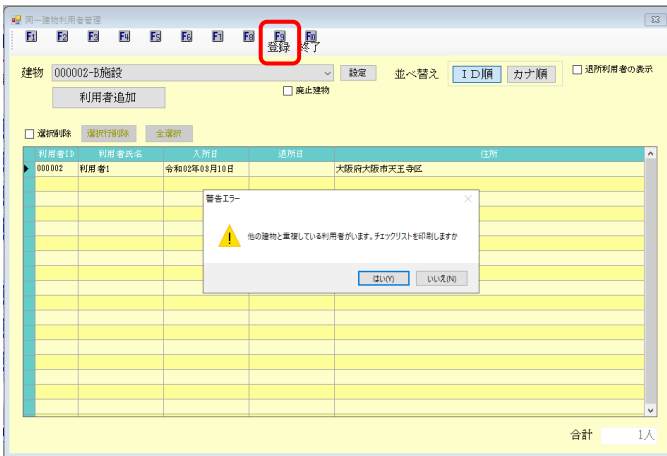 同一建物利用者管理
F1 F2 F3 F4 F5 F6 F7 F8 F9 F10
登録 終了
建物 000002-B施設 設定 並べ替え ID順 カナ順 退所利用者の表示
利用者追加 廃止建物
選択削除 選択行削除 全選択
利用者ID 利用者氏名 入所日 退所日 住所
000002 利用者1 令和02年03月10日 大阪府大阪市天王寺区
警告エラー
他の建物と重複している利用者がいます。チェックリストを印刷しますか
はい(Y) いいえ(N)
合計 1人